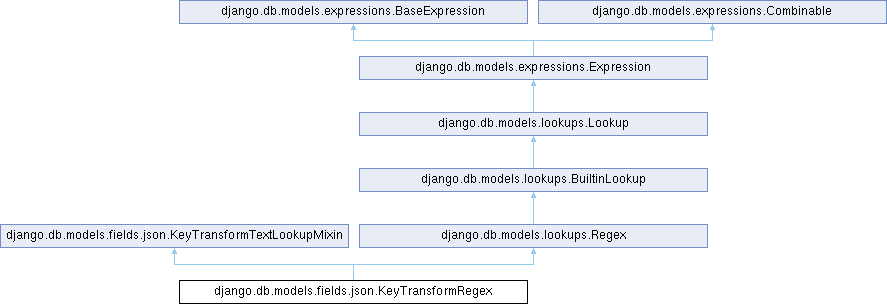 django.db.models.expressions.BaseExpression
django.db.models.expressions.Combinable
django.db.models.expressions.Expression
django.db.models.lookups.Lookup
django.db.models.lookups.BuiltinLookup
django.db.models.fields.json.KeyTransformTextLookupMixin
django.db.models.lookups.Regex
django.db.models.fields.json.KeyTransformRegex